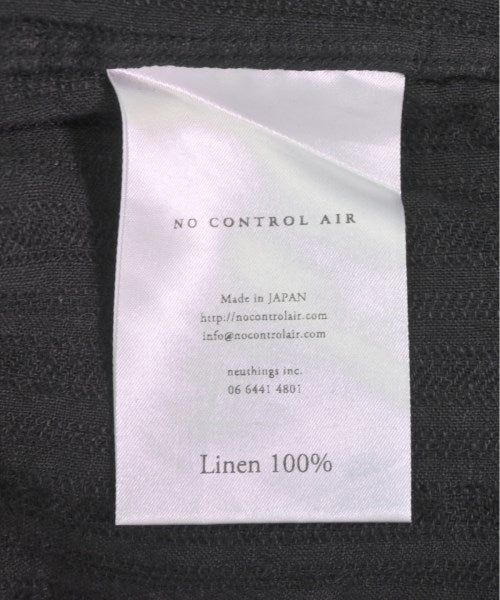 NO CONTROL AIR
Made in JAPAN
http://nocontrolair.com
info@nocontrolair.com
neuthings inc.
06 6441 4801
Linen 100%